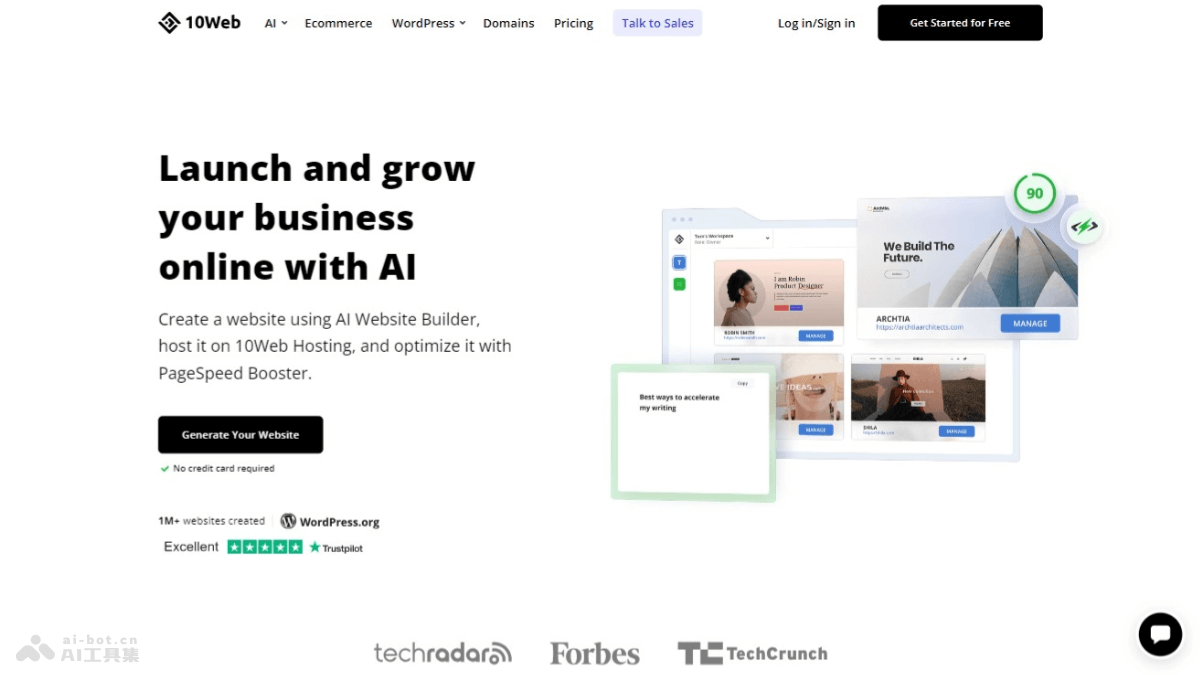 10Web
AI
Ecommerce
WordPress
Domains
Pricing
Talk to Sales
Log in/Sign in
Get Started for Free
Launch and grow
your business
online with AI
Create a website using AI Website Builder,
host it on 10Web Hosting, and optimize it with
PageSpeed Booster.
Generate Your Website
No credit card required
1M+ websites created
WordPress.org
Excellent
Trustpilot
90
Tom's Workspace
T
We Build The
Future.
ARCHTIA
https://archtiaarchitects.com
MANAGE
I am Robin
Product Designer
ROBIN SMITH
MANAGE
VE IDEAS
MANAGE
MANAGE
Copy
Best ways to accelerate
my writing
techradar
Forbes
TechCrunch
ai-bot.cn
AI工具集